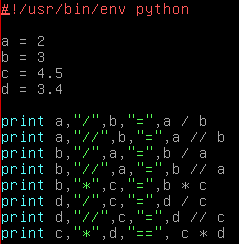 #!/usr/bin/env python
a = 2
b = 3
c = 4.5
d = 3.4
print a,"/",b,"=",a / b
print a,"//",b,"=",a // b
print b,"/",a,"=",b / a
print b,"//",a,"=",b // a
print b,"*",c,"=",b * c
print d,"/",c,"=",d / c
print d,"//",c,"=",d // c
print c,"*",d,"==", c * d